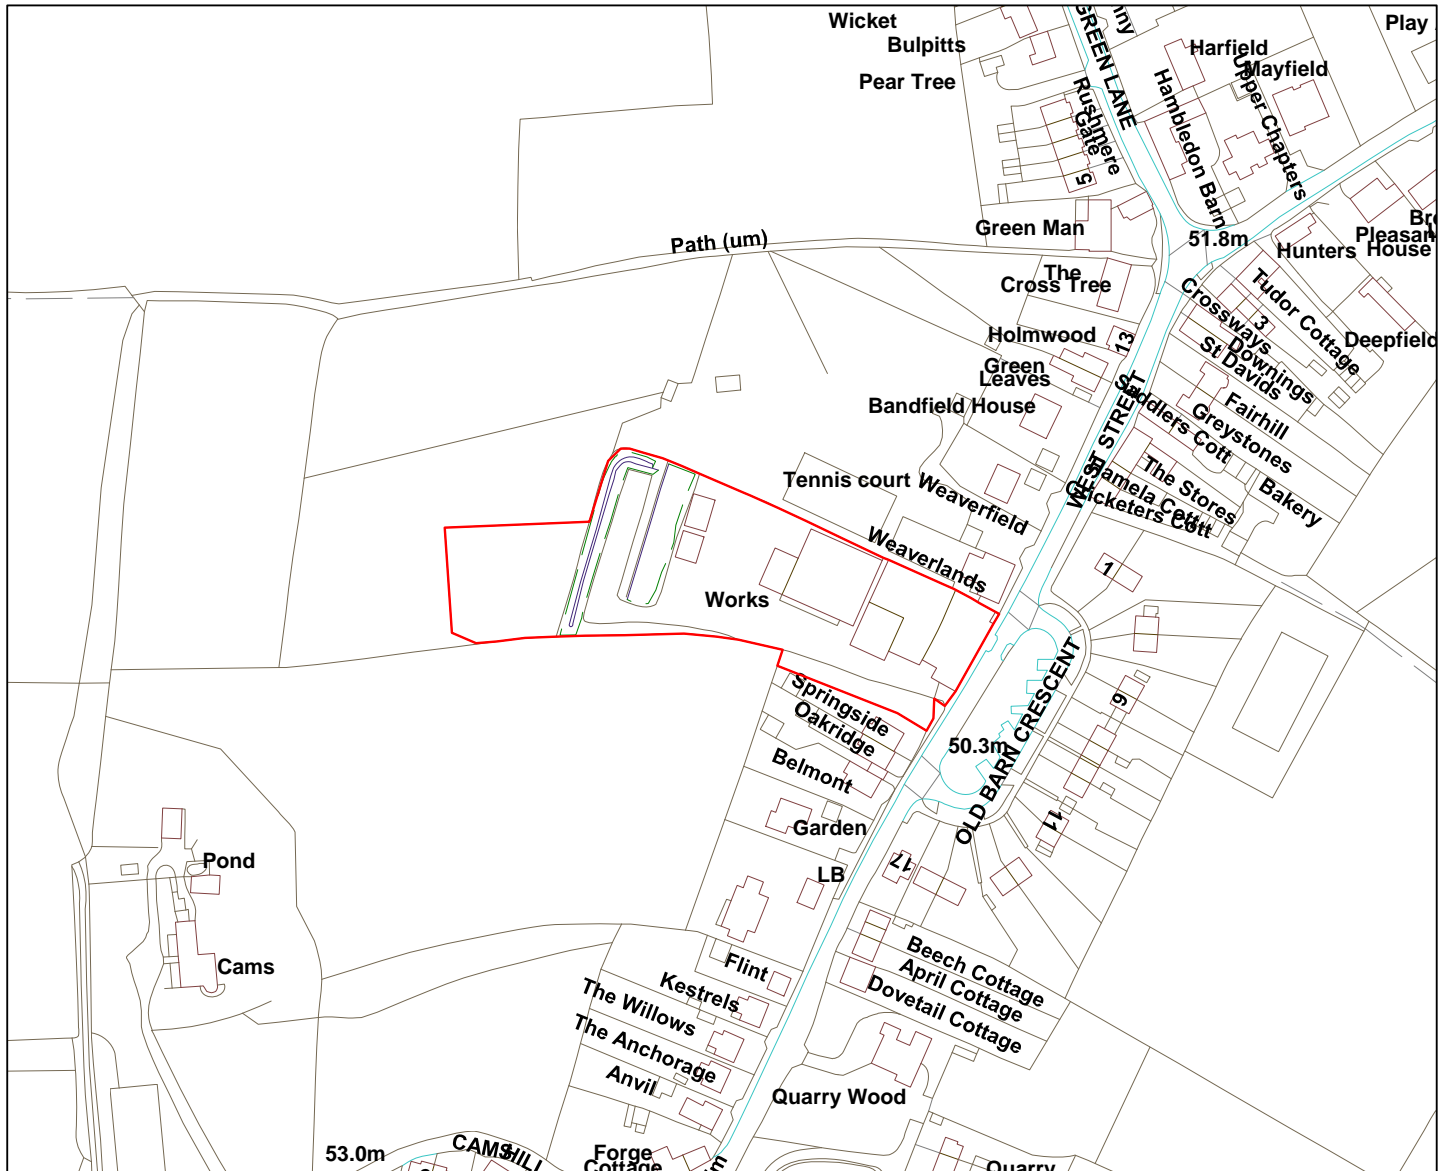 Wicket
Bulpitts
Pear Tree
GREEN LANE
nny
Harfield
Mayfield
Play
Rushmere
Gate
5
Hambledon Barn
Upper Chapters
Green Man
51.8m
Path (um)
The
Cross Tree
Hunters
Pleasan
House
Tudor Cottage
Deepfield
Crossways
3
Downings
St Davids
Holmwood
13
Green
Leaves
Bandfield House
WEST STREET
Saddlers Cott
Fairhill
Greystones
Bakery
The Stores
Pamela Cott
Cricketers Cott
Tennis court
Weaverfield
Weaverlands
Works
1
9
11
17
OLD BARN CRESCENT
50.3m
Springside
Oakridge
Belmont
Garden
LB
Pond
Cams
Flint
Kestrels
The Willows
The Anchorage
Anvil
Beech Cottage
April Cottage
Dovetail Cottage
Quarry Wood
53.0m
CAMS HILL
Forge
Cottage
Quarry